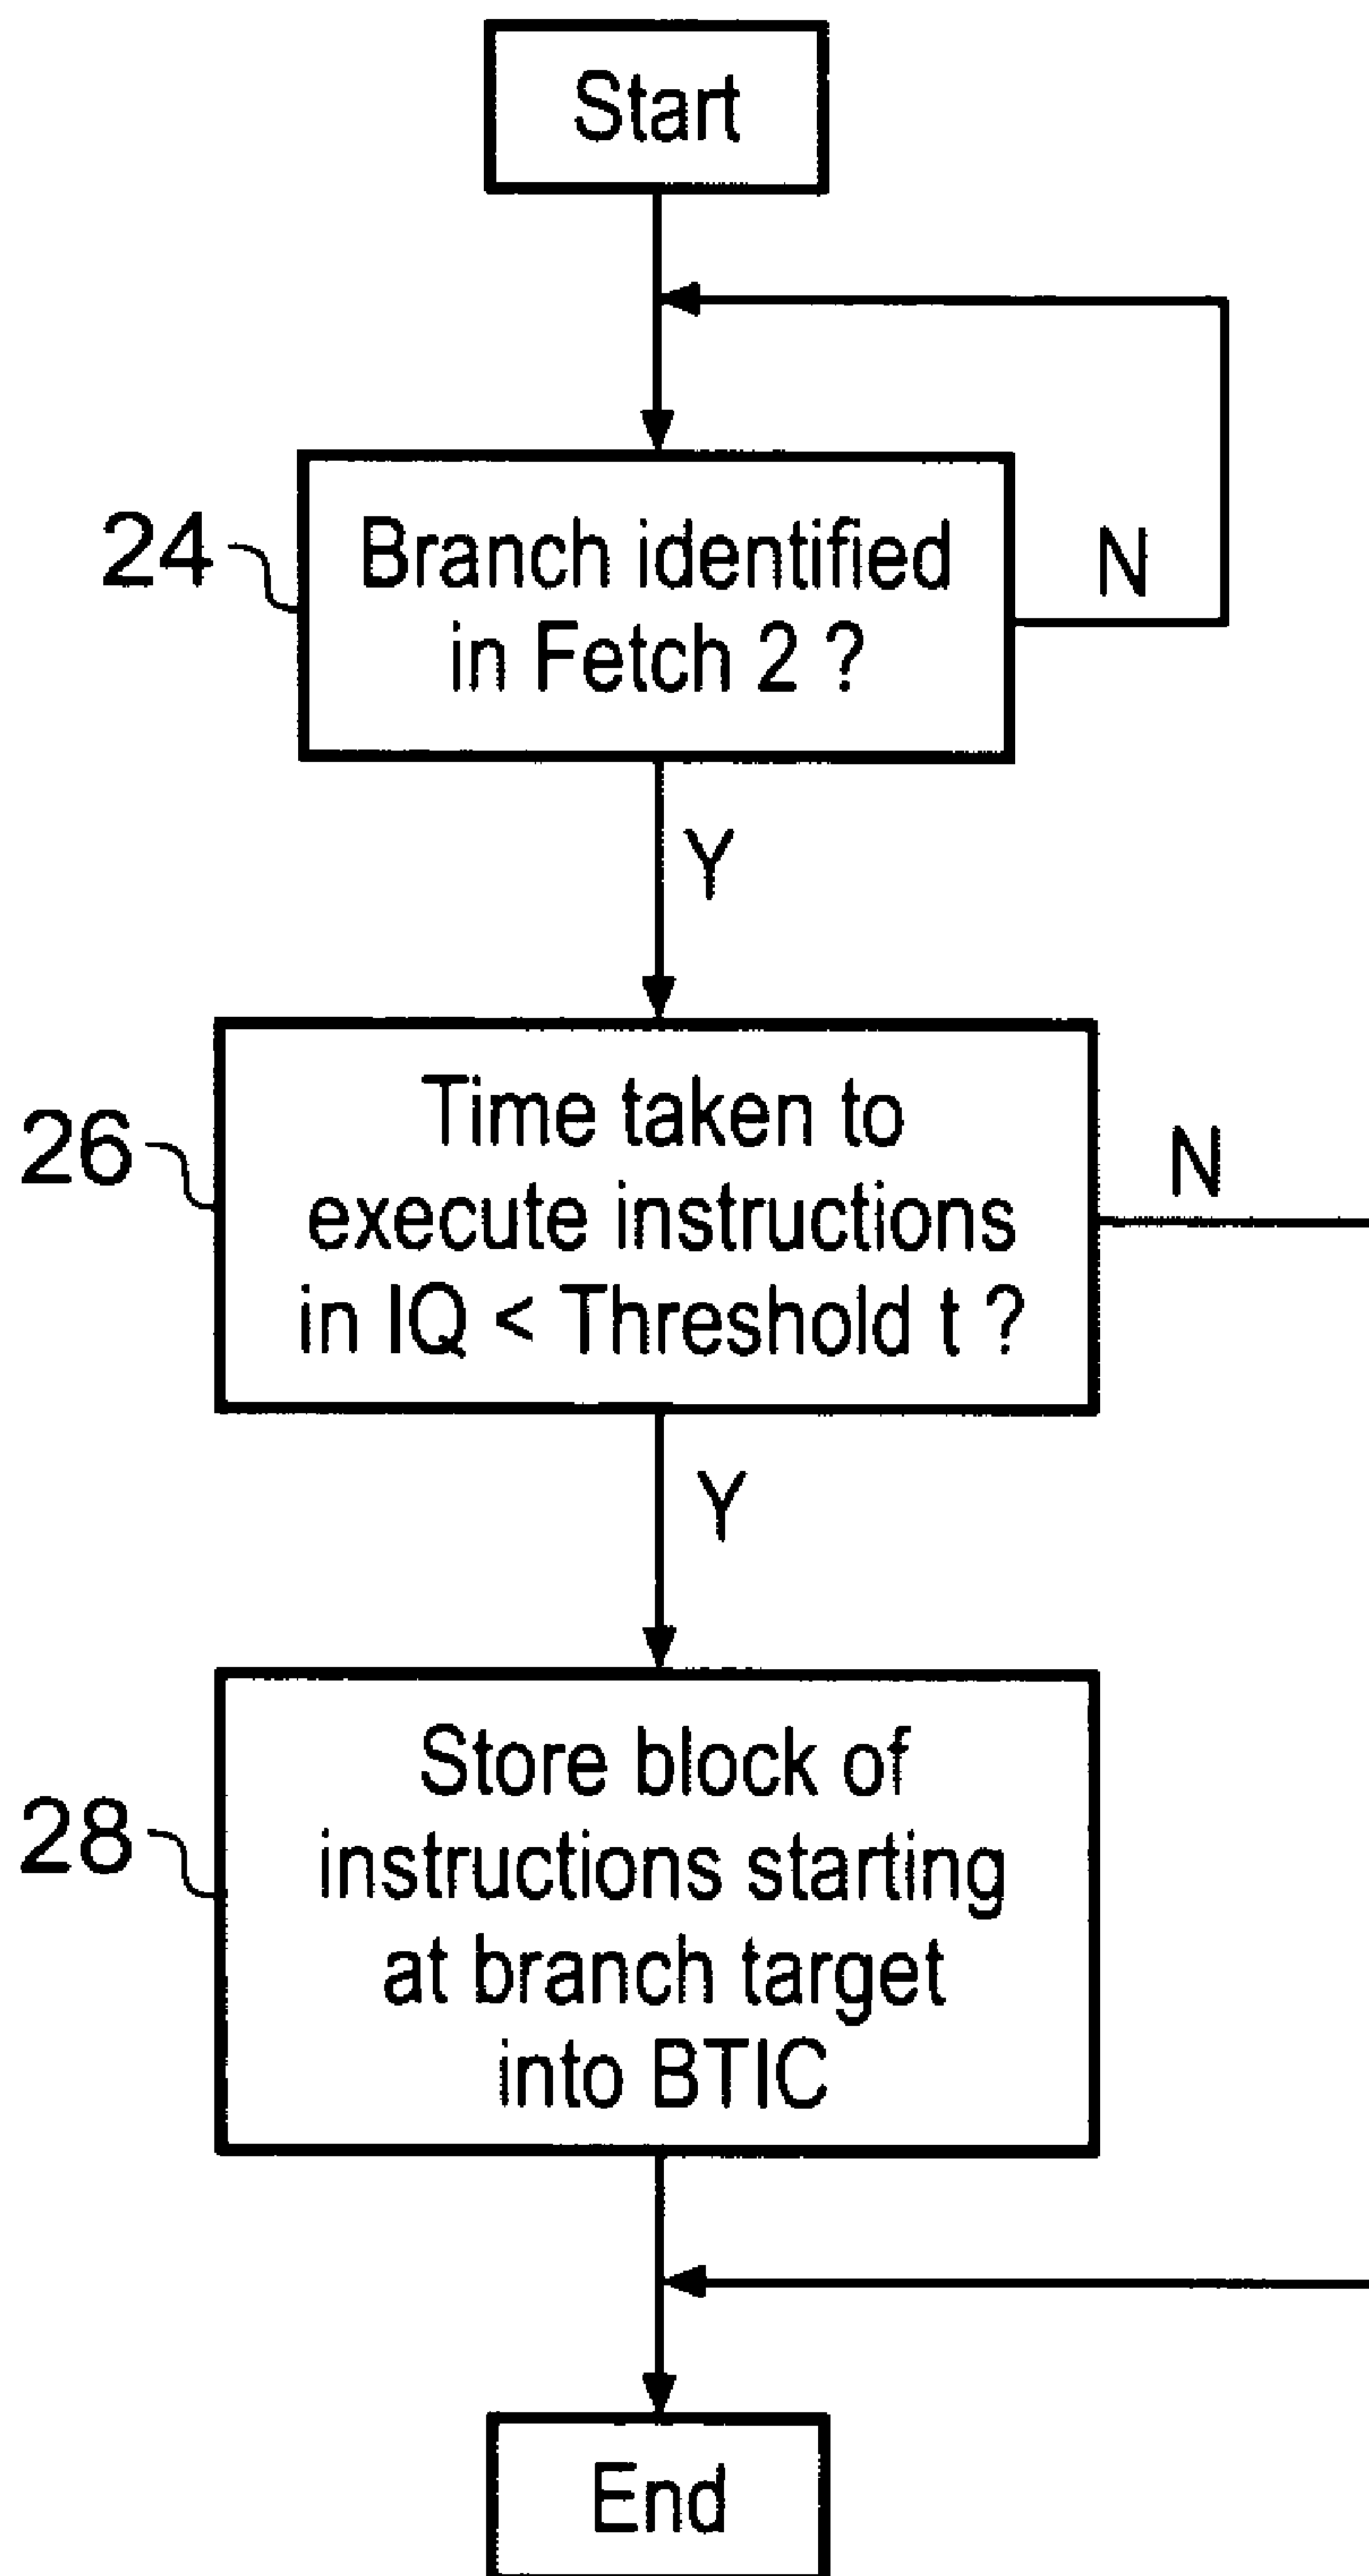 Start
24
Branch identified
in Fetch 2 ?
N
Y
26
Time taken to
execute instructions
in IQ < Threshold t ?
N
Y
28
Store block of
instructions starting
at branch target
into BTIC
End